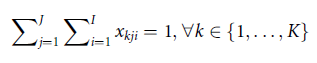 ∑_{j=1}^{J} ∑_{i=1}^{I} x_{kji} = 1, ∀k ∈ {1, . . . , K}